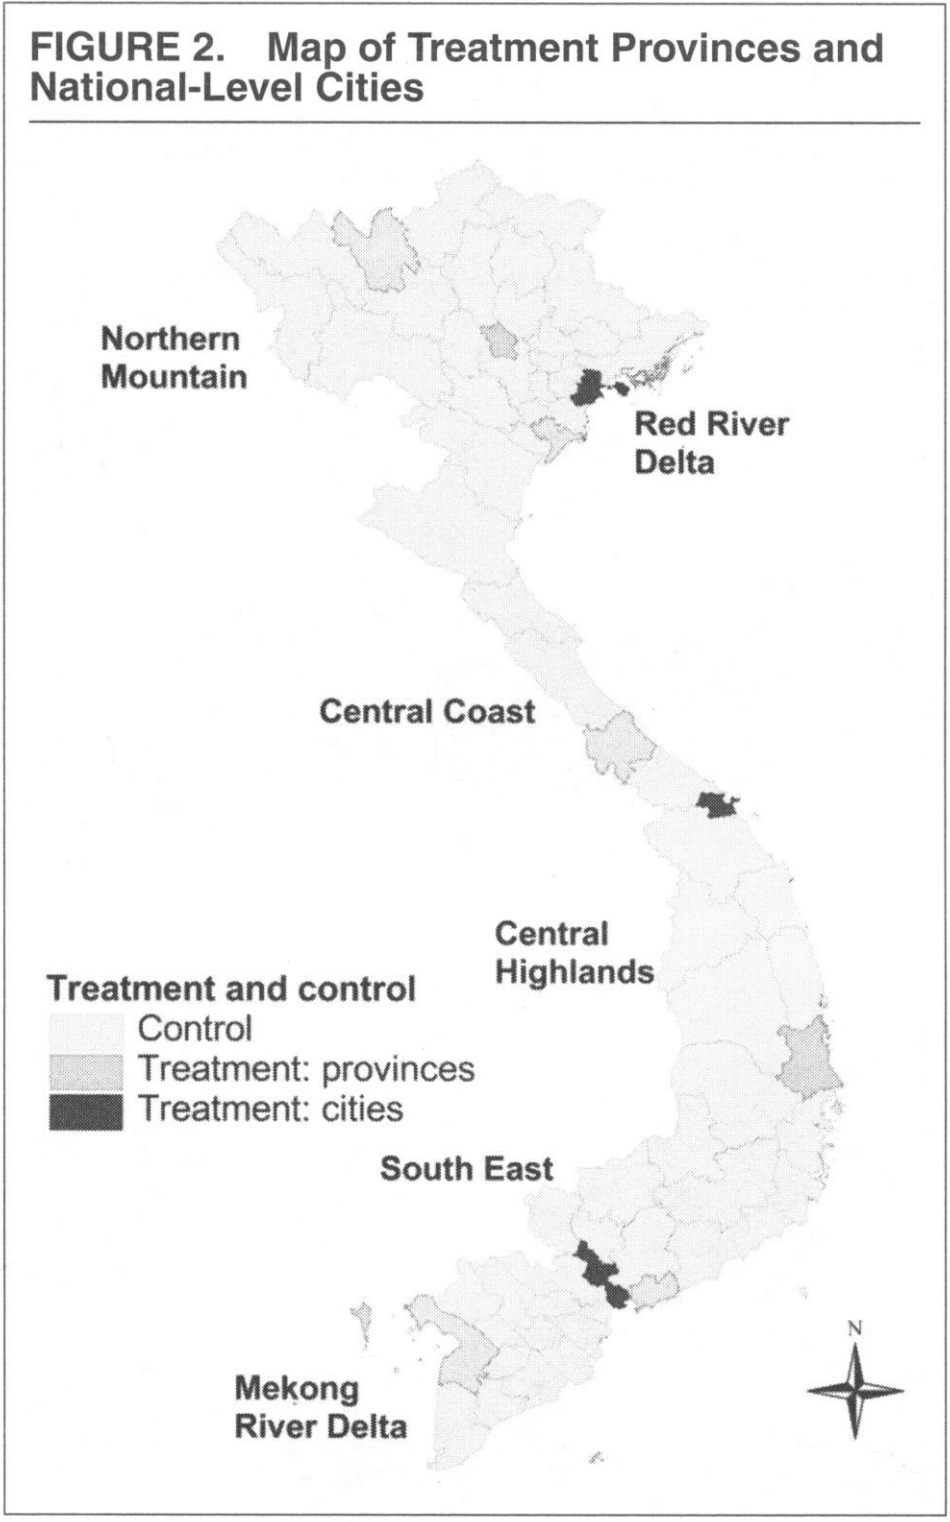 FIGURE 2. Map of Treatment Provinces and
National-Level Cities
Northern
Mountain
Red River
Delta
Central Coast
Central
Highlands
Treatment and control
Control
Treatment: provinces
Treatment: cities
South East
N
Mekong
River Delta